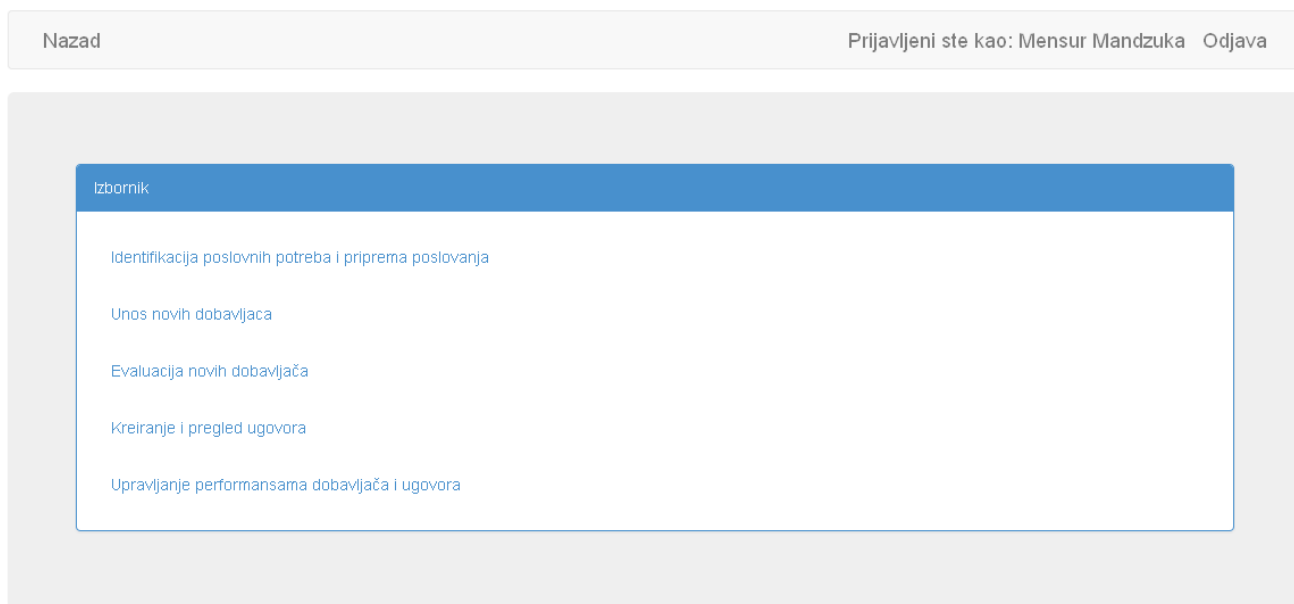 Nazad
Prijavljeni ste kao: Mensur Mandzuka Odjava
Izbornik
Identifikacija poslovnih potreba i priprema poslovanja
Unos novih dobavljaca
Evaluacija novih dobavljača
Kreiranje i pregled ugovora
Upravljanje performansama dobavljača i ugovora